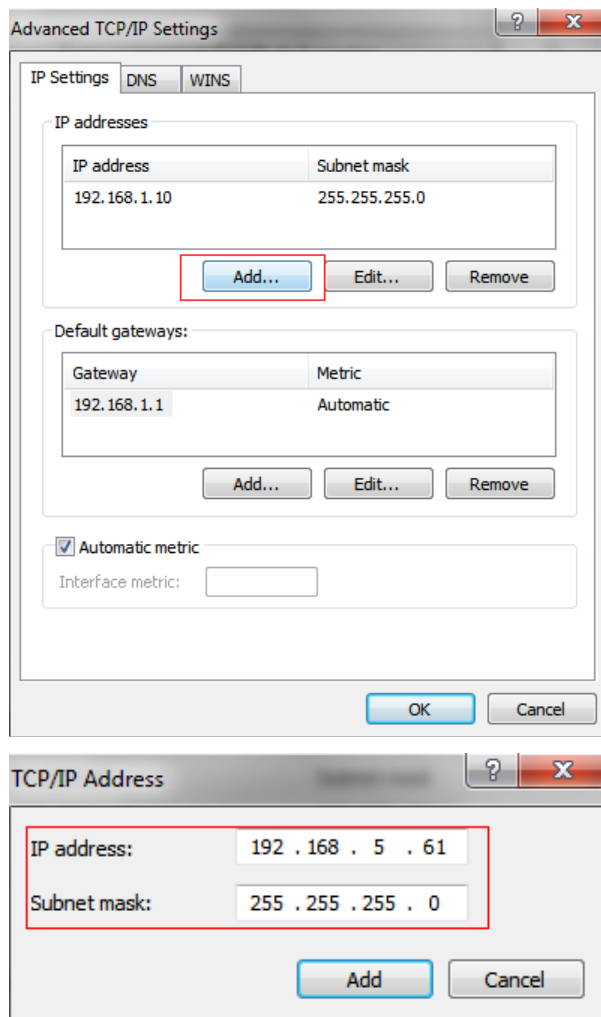 Advanced TCP/IP Settings
IP Settings DNS WINS
IP addresses
IP address Subnet mask
192.168.1.10 255.255.255.0
Add... Edit... Remove
Default gateways:
Gateway Metric
192.168.1.1 Automatic
Add... Edit... Remove
Automatic metric
Interface metric:
OK Cancel
TCP/IP Address
IP address: 192 . 168 . 5 . 61
Subnet mask: 255 . 255 . 255 . 0
Add Cancel